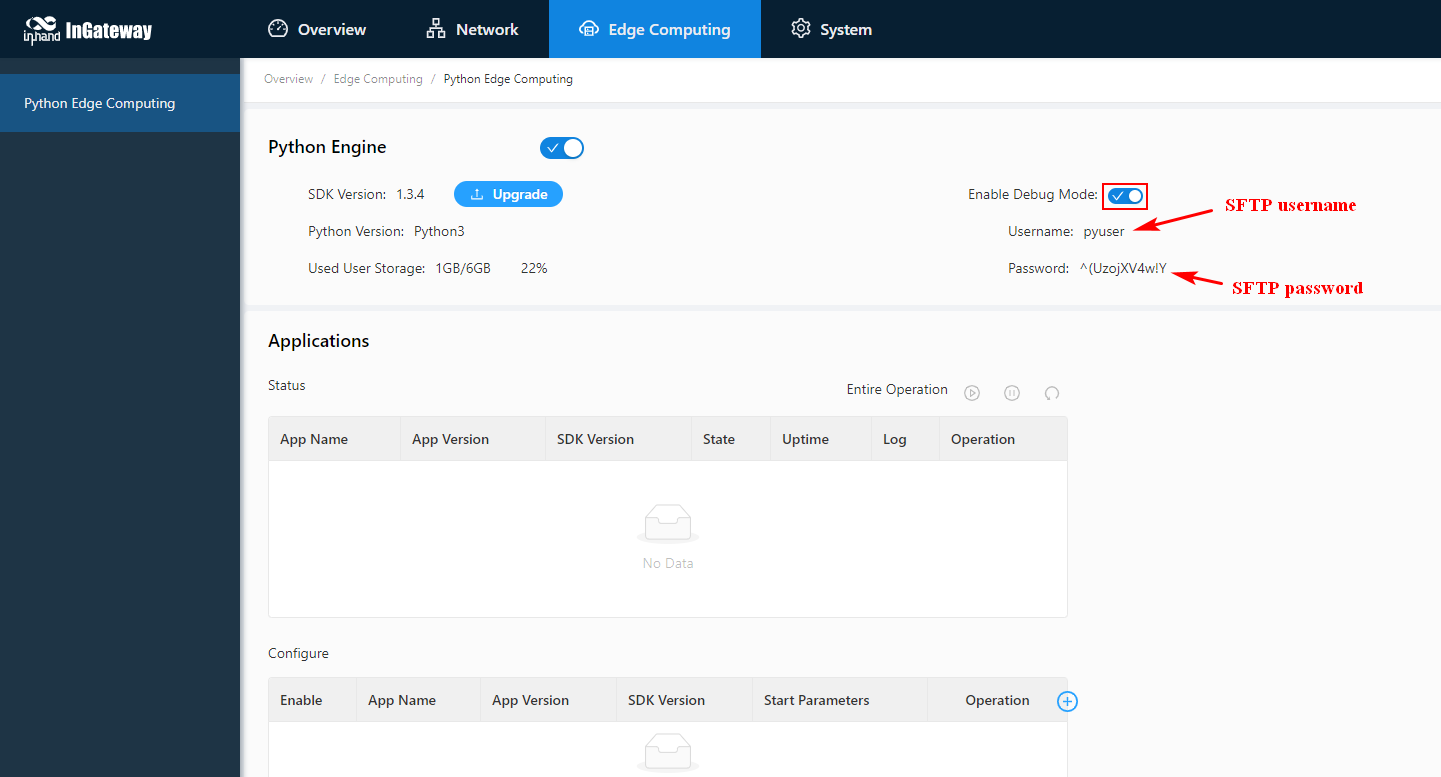 inhand InGateway Overview Network Edge Computing System
Python Edge Computing
Overview / Edge Computing / Python Edge Computing
Python Engine
SDK Version: 1.3.4 Upgrade
Enable Debug Mode:
SFTP username
Python Version: Python3
Username: pyuser
Used User Storage: 1GB/6GB 22%
Password: ^(UzojXV4w!Y
SFTP password
Applications
Status
Entire Operation
App Name App Version SDK Version State Uptime Log Operation
No Data
Configure
Enable App Name App Version SDK Version Start Parameters Operation